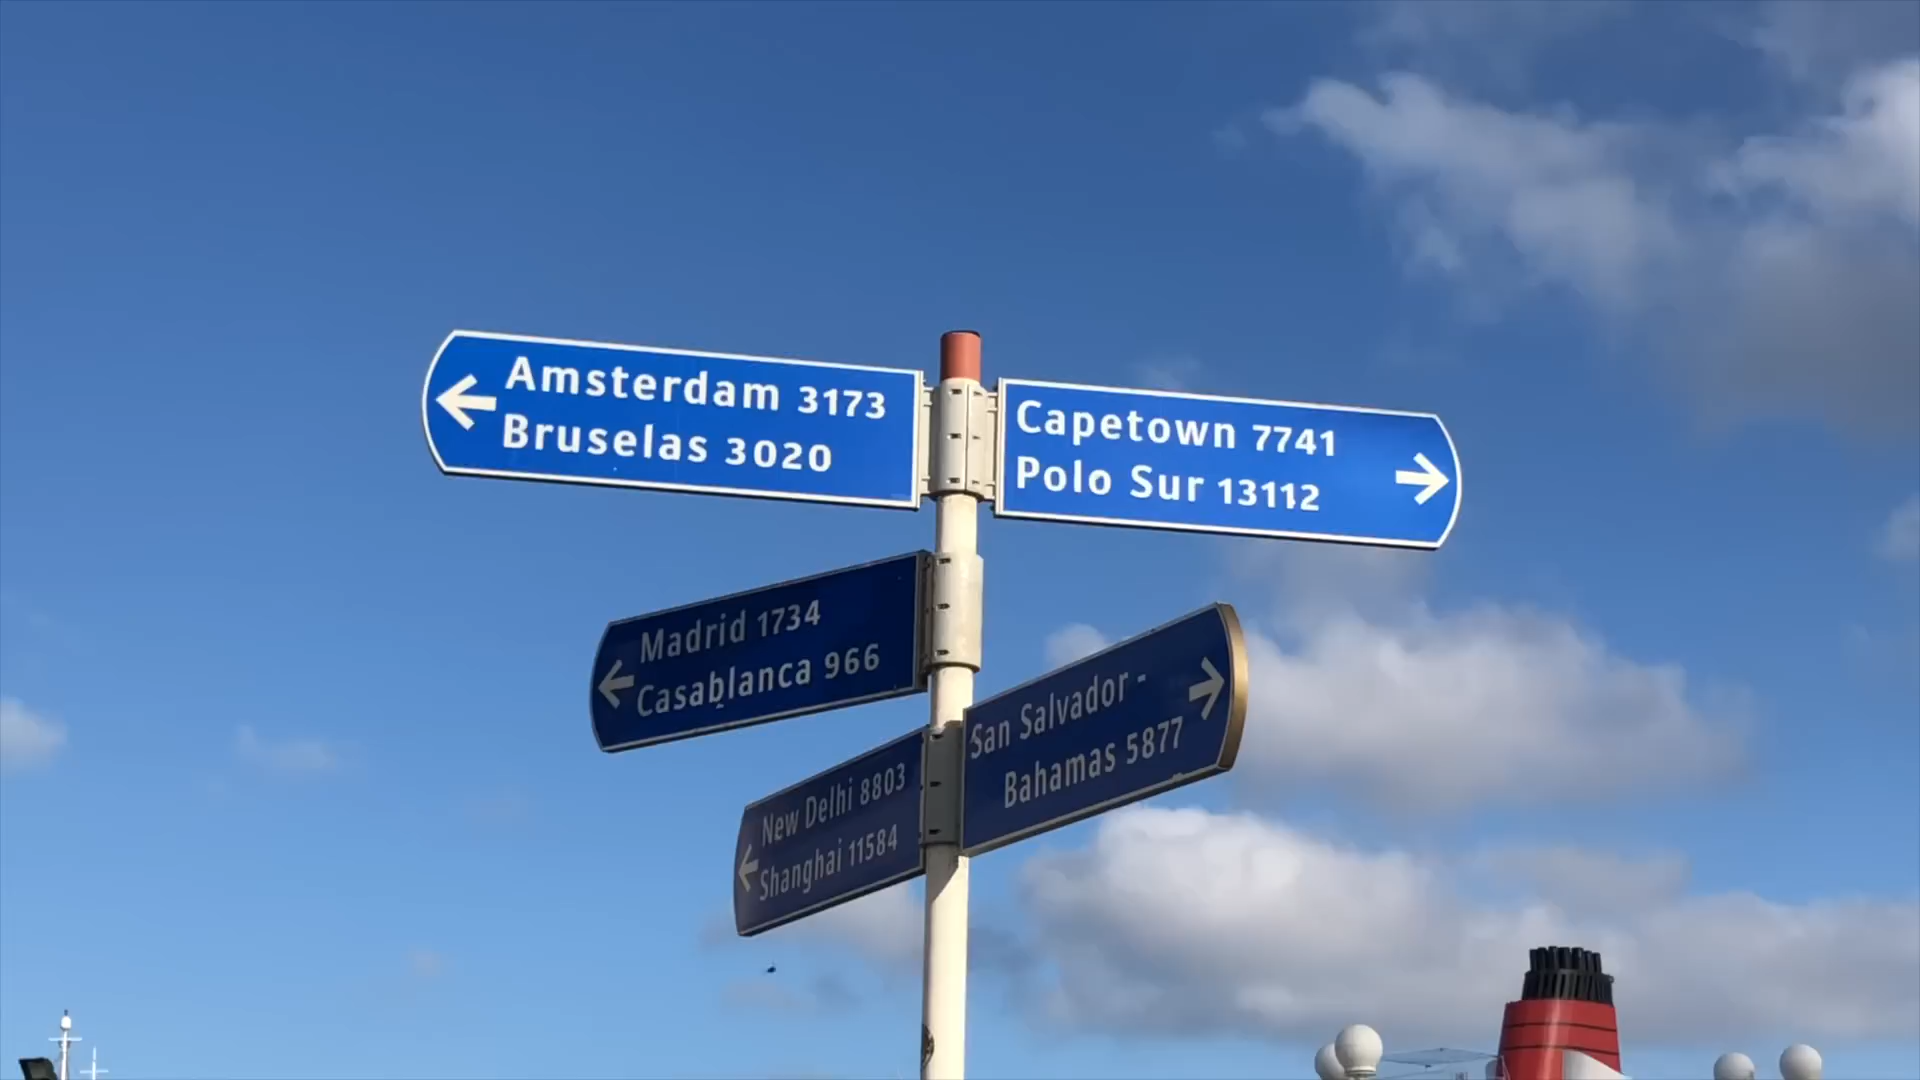 Amsterdam 3173
Bruselas 3020
Capetown 7741
Polo Sur 13112
Madrid 1734
Casablanca 966
San Salvador -
Bahamas 5877
New Delhi 8803
Shanghai 11584